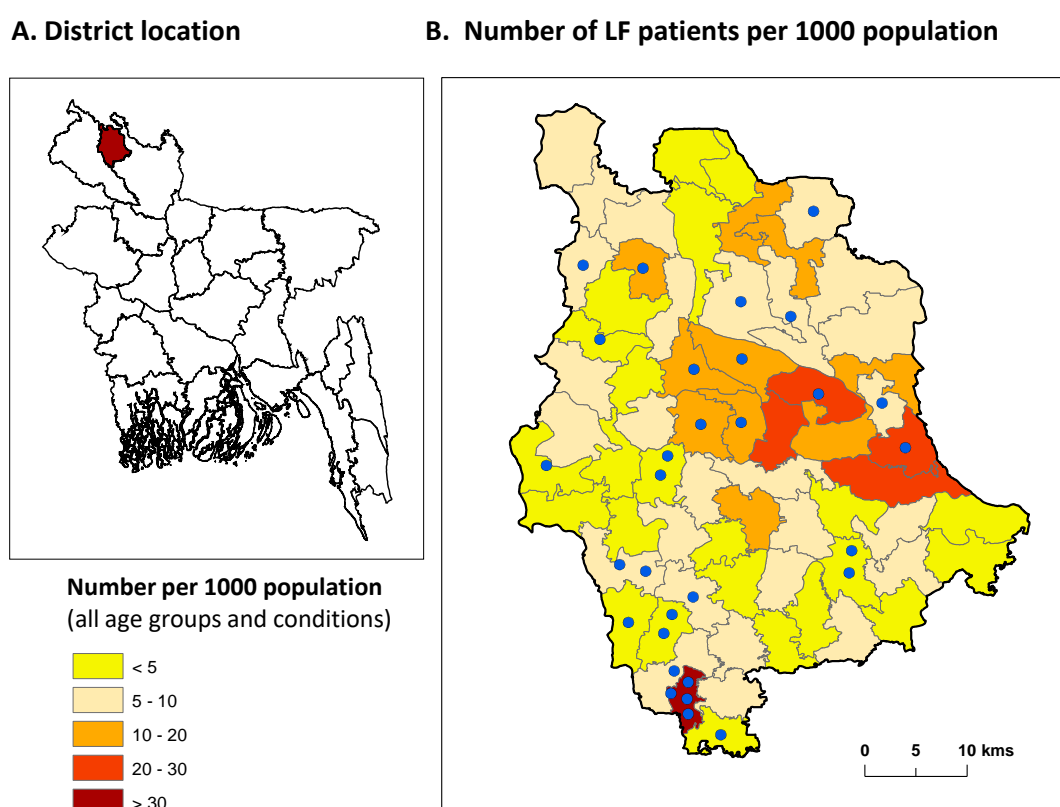 A. District location
B. Number of LF patients per 1000 population
Number per 1000 population
(all age groups and conditions)
< 5
5 - 10
10 - 20
20 - 30
> 30
0 5 10 kms